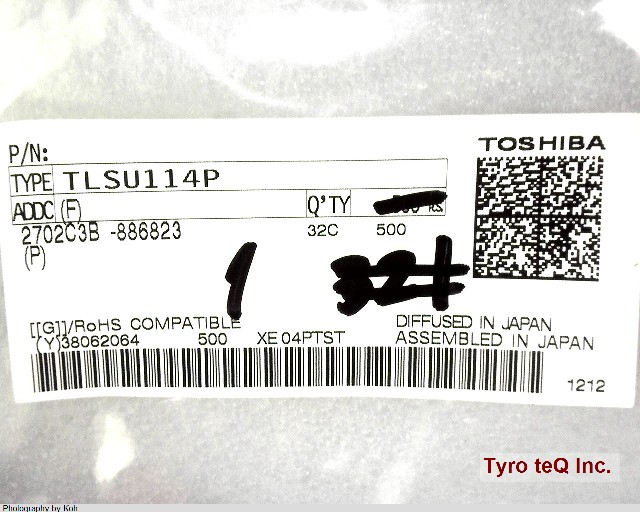 TOSHIBA
P/N:
TYPE TLSU114P
ADDC (F) Q'TY
2702C3B -886823 32C 500
(P)
1
[[G]]/RoHS COMPATIBLE DIFFUSED IN JAPAN
(Y)38062064 500 XE 04PTST ASSEMBLED IN JAPAN
1212
Tyro teQ Inc.
Photography by Koh